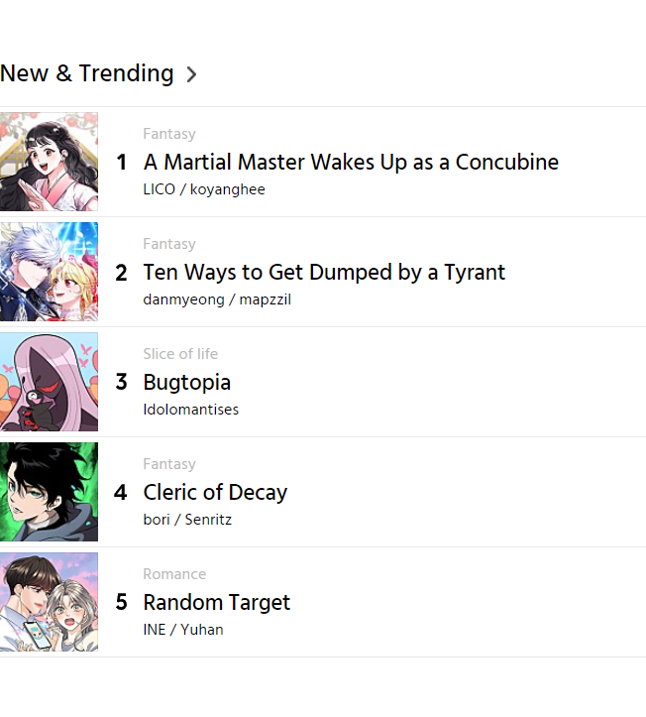 New & Trending
Fantasy
1 A Martial Master Wakes Up as a Concubine
LICO / koyanghee
Fantasy
2 Ten Ways to Get Dumped by a Tyrant
danmyeong / mapzzil
Slice of life
3 Bugtopia
Idolomantises
Fantasy
4 Cleric of Decay
bori / Senritz
Romance
5 Random Target
INE / Yuhan